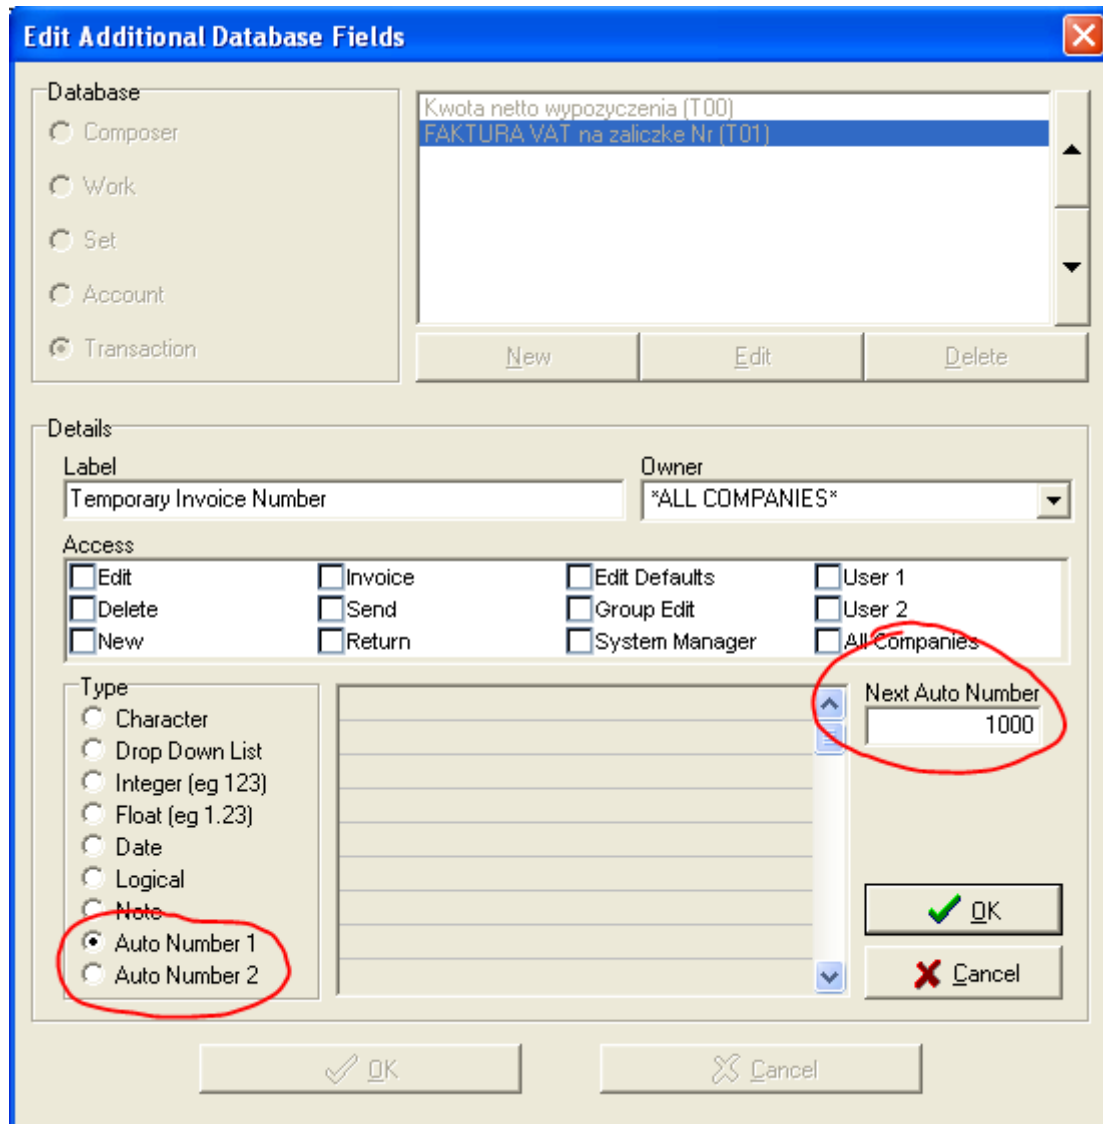 Edit Additional Database Fields
Database
Composer
Work
Set
Account
Transaction
Kwota netto wypozyczenia (T00)
FAKTURA VAT na zaliczke Nr (T01)
New
Edit
Delete
Details
Label
Owner
Temporary Invoice Number
*ALL COMPANIES*
Access
Edit
Invoice
Edit Defaults
User 1
Delete
Send
Group Edit
User 2
New
Return
System Manager
All Companies
Type
Character
Drop Down List
Integer (eg 123)
Float (eg 1.23)
Date
Logical
Note
Auto Number 1
Auto Number 2
Next Auto Number
1000
OK
Cancel
OK
Cancel